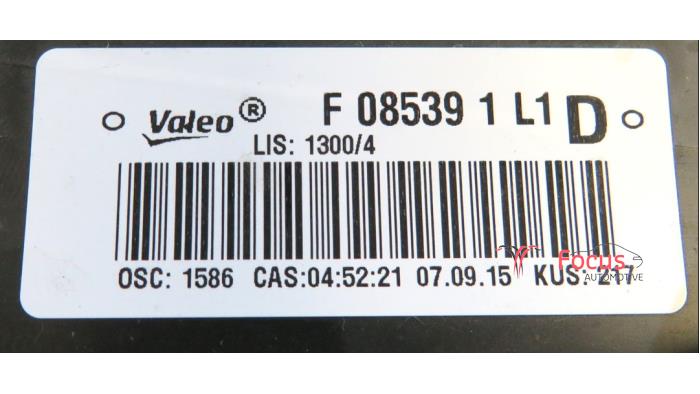 Valeo® F 08539 1 L1 D
LIS: 1300/4
OSC: 1586 CAS:04:52:21 07.09.15 KUS: 217
Focus
AUTOMOTIVE